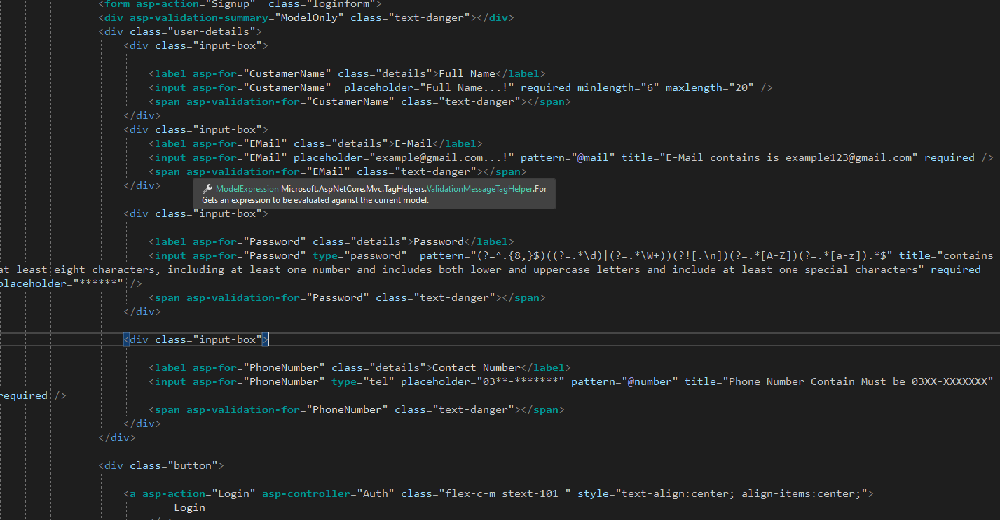 <form asp-action="Signup"  class="loginform">
<div asp-validation-summary="ModelOnly" class="text-danger"></div>
<div class="user-details">
<div class="input-box">
<label asp-for="CustamerName" class="details">Full Name</label>
<input asp-for="CustamerName"  placeholder="Full Name...!" required minlength="6" maxlength="20" />
<span asp-validation-for="CustamerName" class="text-danger"></span>
</div>
<div class="input-box">
<label asp-for="EMail" class="details">E-Mail</label>
<input asp-for="EMail" placeholder="example@gmail.com...!" pattern="@mail" title="E-Mail contains is example123@gmail.com" required />
<span asp-validation-for="EMail" class="text-danger"></span>
</div>
ModelExpression Microsoft.AspNetCore.Mvc.TagHelpers.ValidationMessageTagHelper.For
Gets an expression to be evaluated against the current model.
<div class="input-box">
<label asp-for="Password" class="details">Password</label>
<input asp-for="Password" type="password"  pattern="(?=^.{8,}$)((?=.*\d)|(?=.*\W+))(?![.\n])(?=.*[A-Z])(?=.*[a-z]).*$" title="contains
at least eight characters, including at least one number and includes both lower and uppercase letters and include at least one special characters" required
placeholder="******" />
<span asp-validation-for="Password" class="text-danger"></span>
</div>
<div class="input-box">
<label asp-for="PhoneNumber" class="details">Contact Number</label>
<input asp-for="PhoneNumber" type="tel" placeholder="03**-*******" pattern="@number" title="Phone Number Contain Must be 03XX-XXXXXXX"
required />
<span asp-validation-for="PhoneNumber" class="text-danger"></span>
</div>
</div>
<div class="button">
<a asp-action="Login" asp-controller="Auth" class="flex-c-m stext-101 " style="text-align:center; align-items:center;">
Login